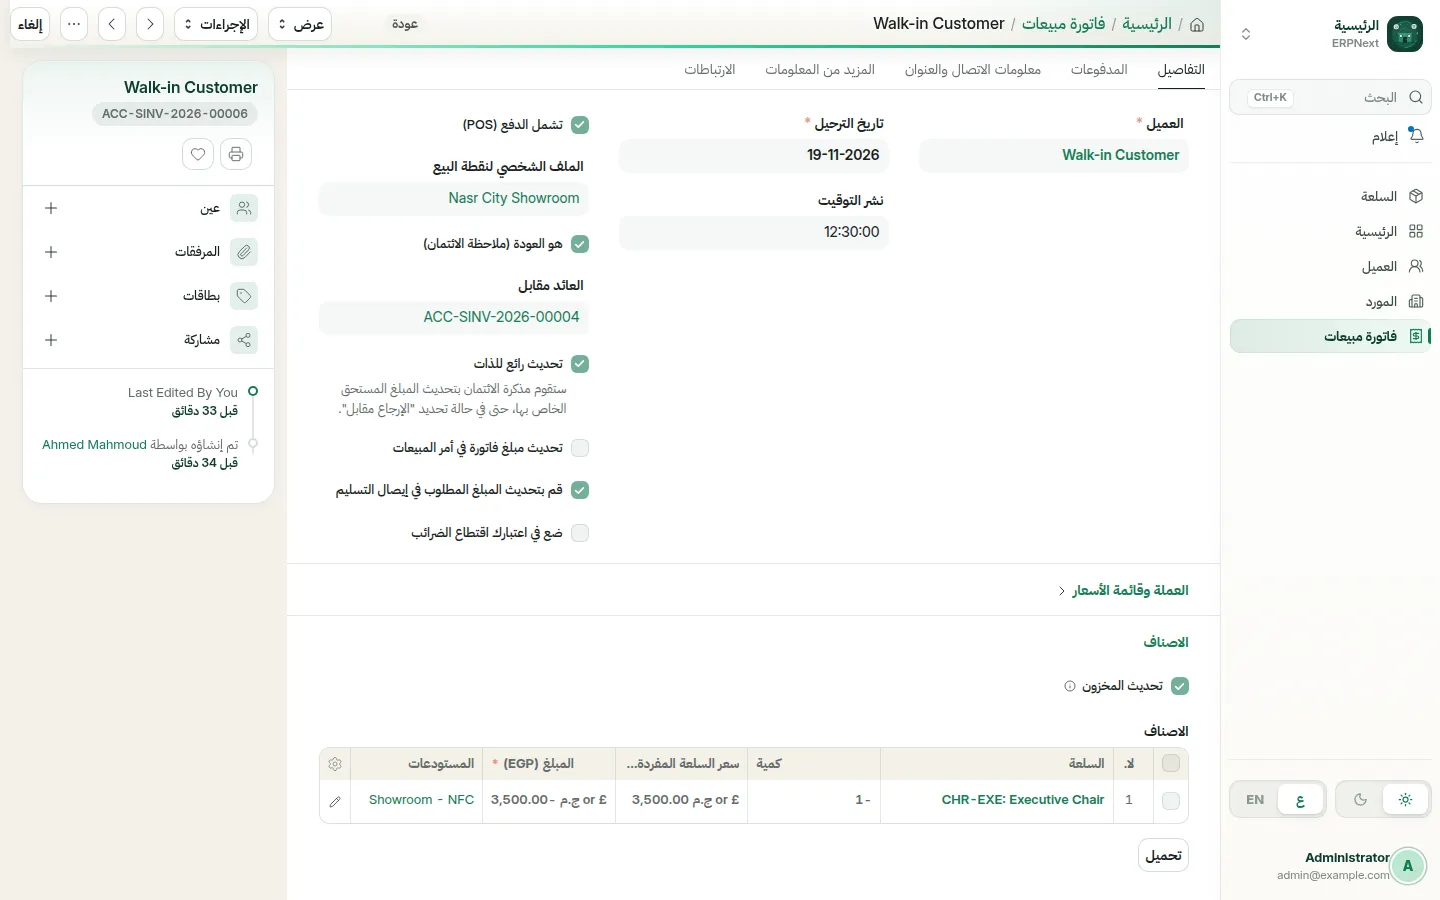 الرئيسية
ERPNext
البحث
Ctrl+K
إعلام
السلعة
الرئيسية
العميل
المورد
فاتورة مبيعات
EN
ع
A
Administrator
admin@example.com
الرئيسية / فاتورة مبيعات / Walk-in Customer
عودة
عرض
الإجراءات
إلغاء
التفاصيل
المدفوعات
معلومات الاتصال والعنوان
المزيد من المعلومات
الارتباطات
العميل *
Walk-in Customer
تاريخ الترحيل *
19-11-2026
نشر التوقيت
12:30:00
تشمل الدفع (POS)
الملف الشخصي لنقطة البيع
Nasr City Showroom
هو العودة (ملاحظة الائتمان)
العائد مقابل
ACC-SINV-2026-00004
تحديث رائع للذات
ستقوم مذكرة الائتمان بتحديث المبلغ المستحق
الخاص بها، حتى في حالة تحديد "الإرجاع مقابل".
تحديث مبلغ فاتورة في أمر المبيعات
قم بتحديث المبلغ المطلوب في إيصال التسليم
ضع في اعتبارك اقتطاع الضرائب
العملة وقائمة الأسعار
الاصناف
تحديث المخزون
الاصناف
لا.
السلعة
كمية
سعر السلعة المفردة...
المبلغ (EGP) *
المستودعات
1
CHR-EXE: Executive Chair
-1
£ or ج.م 3,500.00
£ or ج.م -3,500.00
Showroom - NFC
تحميل
Walk-in Customer
ACC-SINV-2026-00006
عين
المرفقات
بطاقات
مشاركة
Last Edited By You
قبل 33 دقائق
تم إنشاؤه بواسطة Ahmed Mahmoud
قبل 34 دقائق